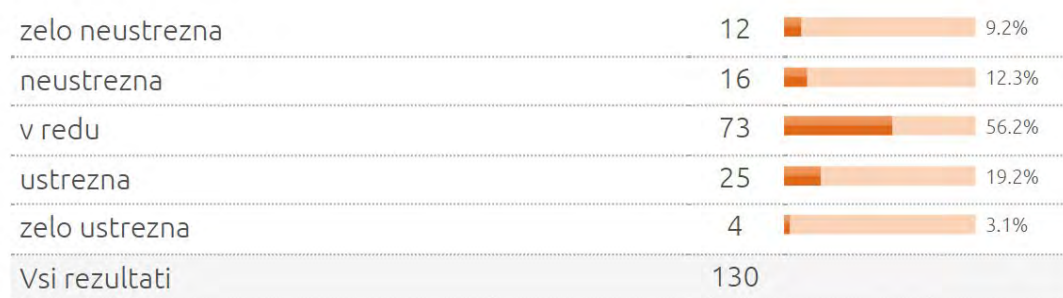 zelo neustrezna 12 9.2%
neustrezna 16 12.3%
v redu 73 56.2%
ustrezna 25 19.2%
zelo ustrezna 4 3.1%
Vsi rezultati 130